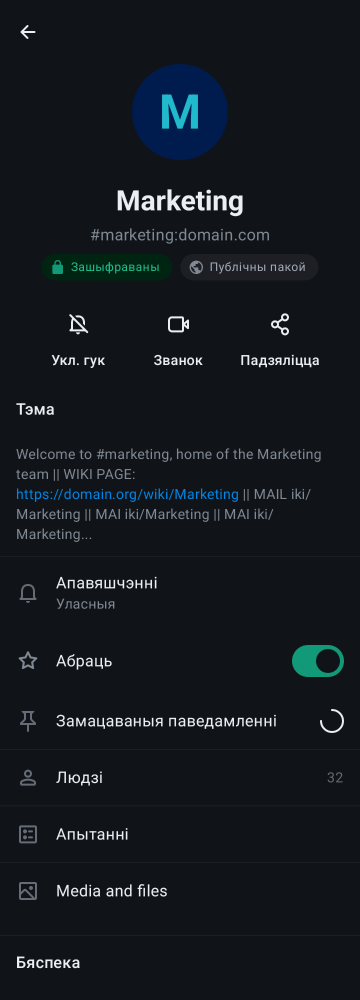 M
Marketing
#marketing:domain.com
Зашыфраваны Публічны пакой
Укл. гук Званок Падзяліцца
Тэма
Welcome to #marketing, home of the Marketing
team || WIKI PAGE:
https://domain.org/wiki/Marketing || MAIL iki/
Marketing || MAI iki/Marketing || MAI iki/
Marketing...
Апавяшчэнні
Уласныя
Абраць
Замацаваныя паведамленні
Людзі 32
Апытанні
Media and files
Бяспека